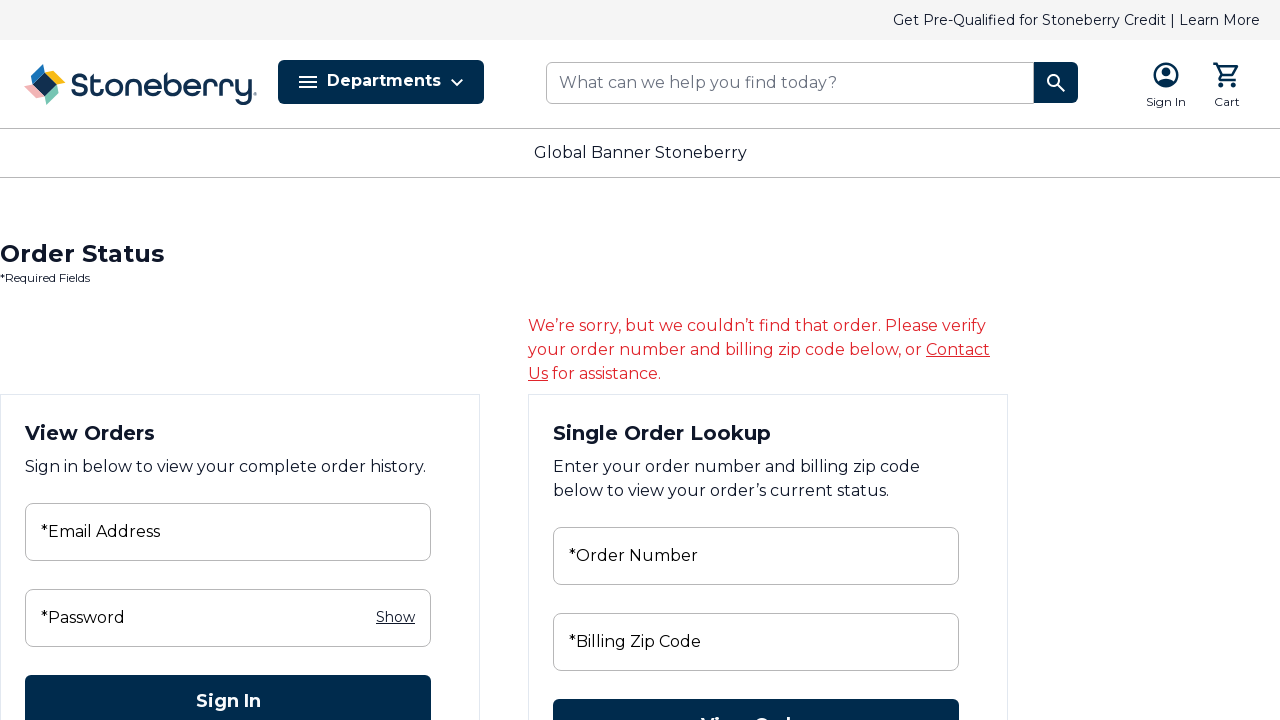 Get Pre-Qualified for Stoneberry Credit | Learn More
Stoneberry
Departments
What can we help you find today?
Sign In
Cart
Global Banner Stoneberry
Order Status
*Required Fields
We’re sorry, but we couldn’t find that order. Please verify
your order number and billing zip code below, or Contact
Us for assistance.
View Orders
Sign in below to view your complete order history.
*Email Address
*Password
Show
Sign In
Single Order Lookup
Enter your order number and billing zip code
below to view your order’s current status.
*Order Number
*Billing Zip Code